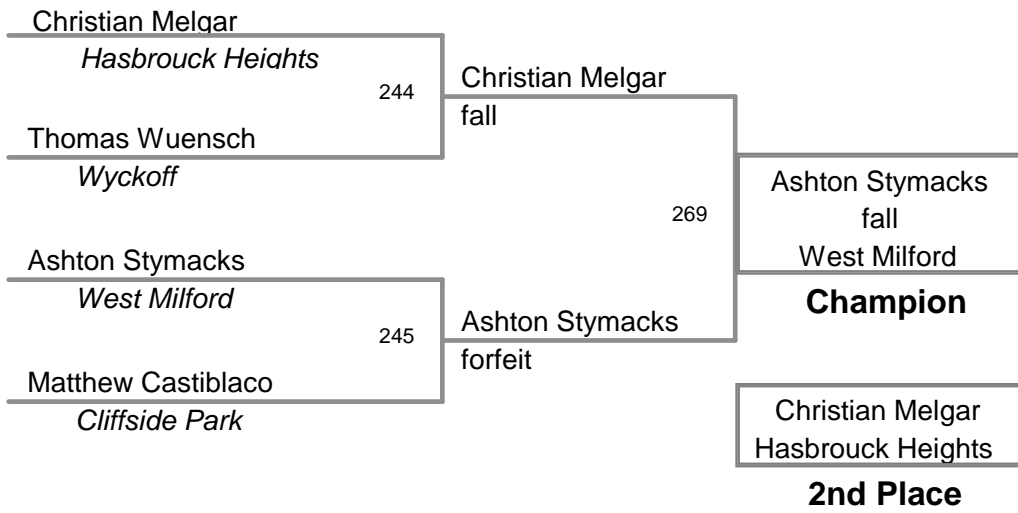 Christian Melgar
Hasbrouck Heights
244
Christian Melgar
fall
Thomas Wuensch
Wyckoff
Ashton Stymacks
fall
West Milford
Champion
269
Ashton Stymacks
West Milford
245
Ashton Stymacks
forfeit
Matthew Castiblaco
Cliffside Park
Christian Melgar
Hasbrouck Heights
2nd Place